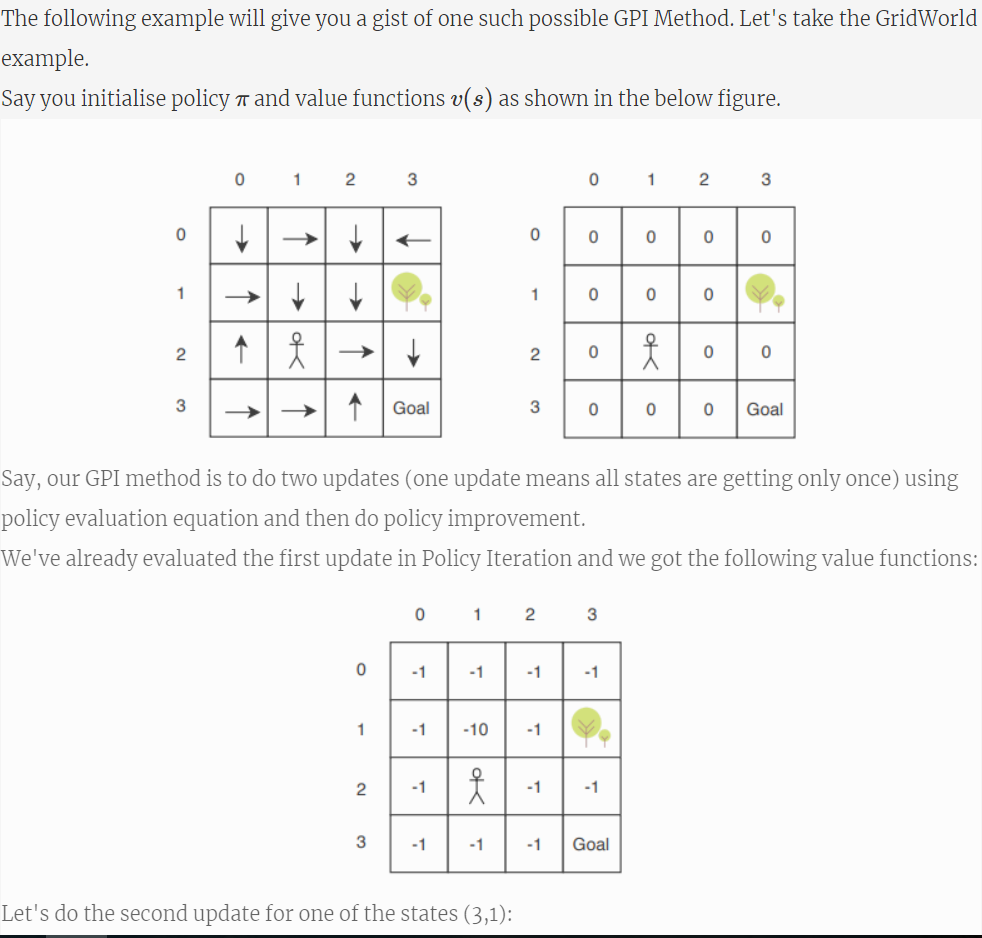 The following example will give you a gist of one such possible GPI Method. Let's take the GridWorld
example.
Say you initialise policy π and value functions v(s) as shown in the below figure.
0 1 2 3
0
1
2
3 Goal
0 1 2 3
0 0 0 0 0
1 0 0 0
2 0 0 0
3 0 0 0 Goal
Say, our GPI method is to do two updates (one update means all states are getting only once) using
policy evaluation equation and then do policy improvement.
We've already evaluated the first update in Policy Iteration and we got the following value functions:
0 1 2 3
0 -1 -1 -1 -1
1 -1 -10 -1
2 -1 -1 -1
3 -1 -1 -1 Goal
Let's do the second update for one of the states (3,1):